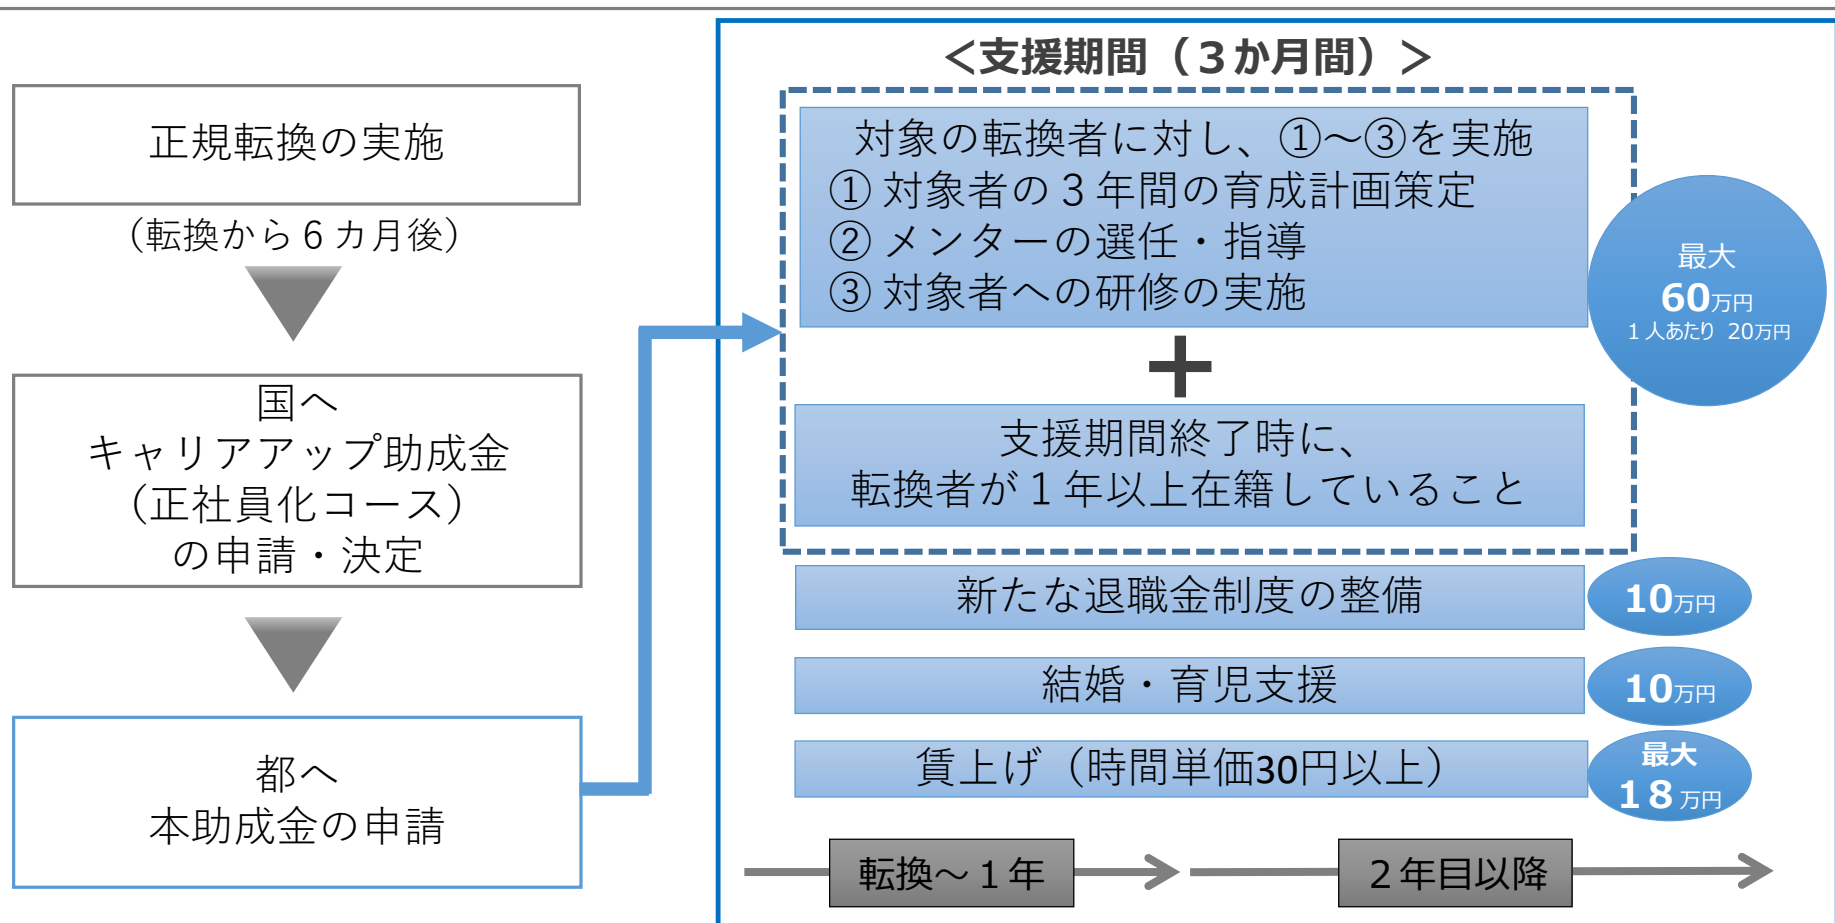 正規転換の実施
（転換から６カ月後）
国へ
キャリアアップ助成金
（正社員化コース）
の申請・決定
都へ
本助成金の申請
＜支援期間（３か月間）＞
対象の転換者に対し、①～③を実施
① 対象者の３年間の育成計画策定
② メンターの選任・指導
③ 対象者への研修の実施
最大
60万円
１人あたり 20万円
＋
支援期間終了時に、
転換者が１年以上在籍していること
新たな退職金制度の整備
10万円
結婚・育児支援
10万円
賃上げ（時間単価30円以上）
最大
１８万円
転換～１年
２年目以降